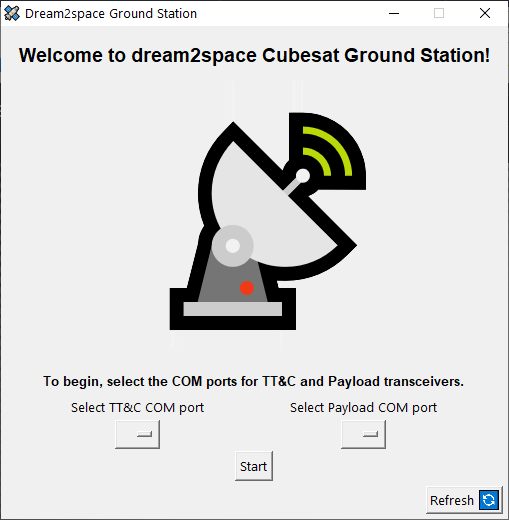 Dream2space Ground Station
Welcome to dream2space Cubesat Ground Station!
To begin, select the COM ports for TT&C and Payload transceivers.
Select TT&C COM port
Select Payload COM port
Start
Refresh